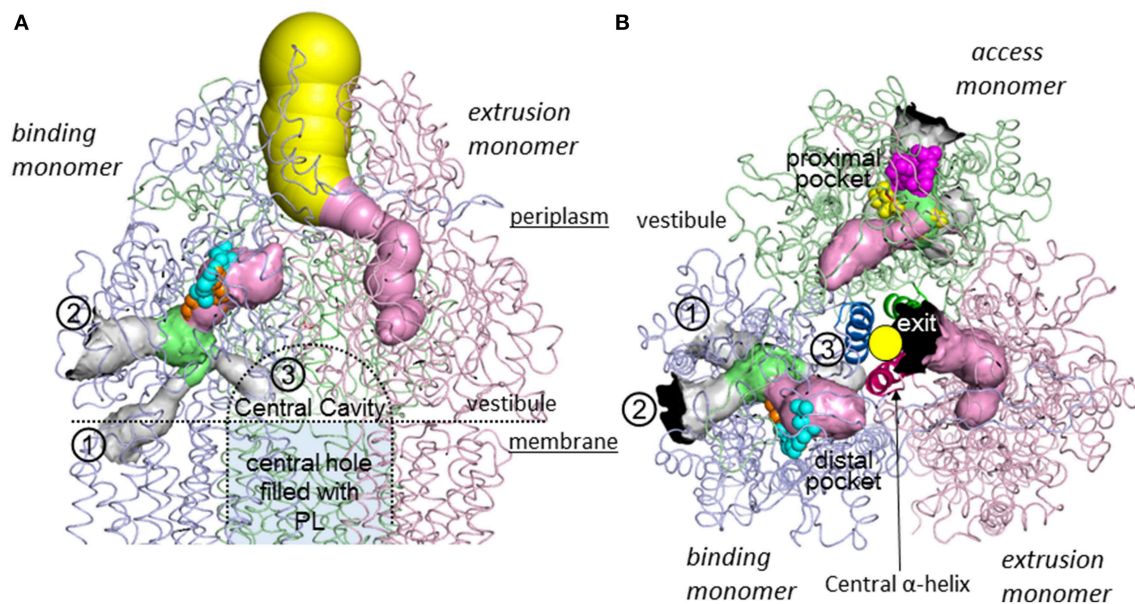 A
binding
monomer
extrusion
monomer
periplasm
②
③
Central Cavity
vestibule
①
membrane
central hole
filled with
PL
B
access
monomer
proximal
pocket
vestibule
①
exit
③
②
distal
pocket
binding
monomer
Central α-helix
extrusion
monomer